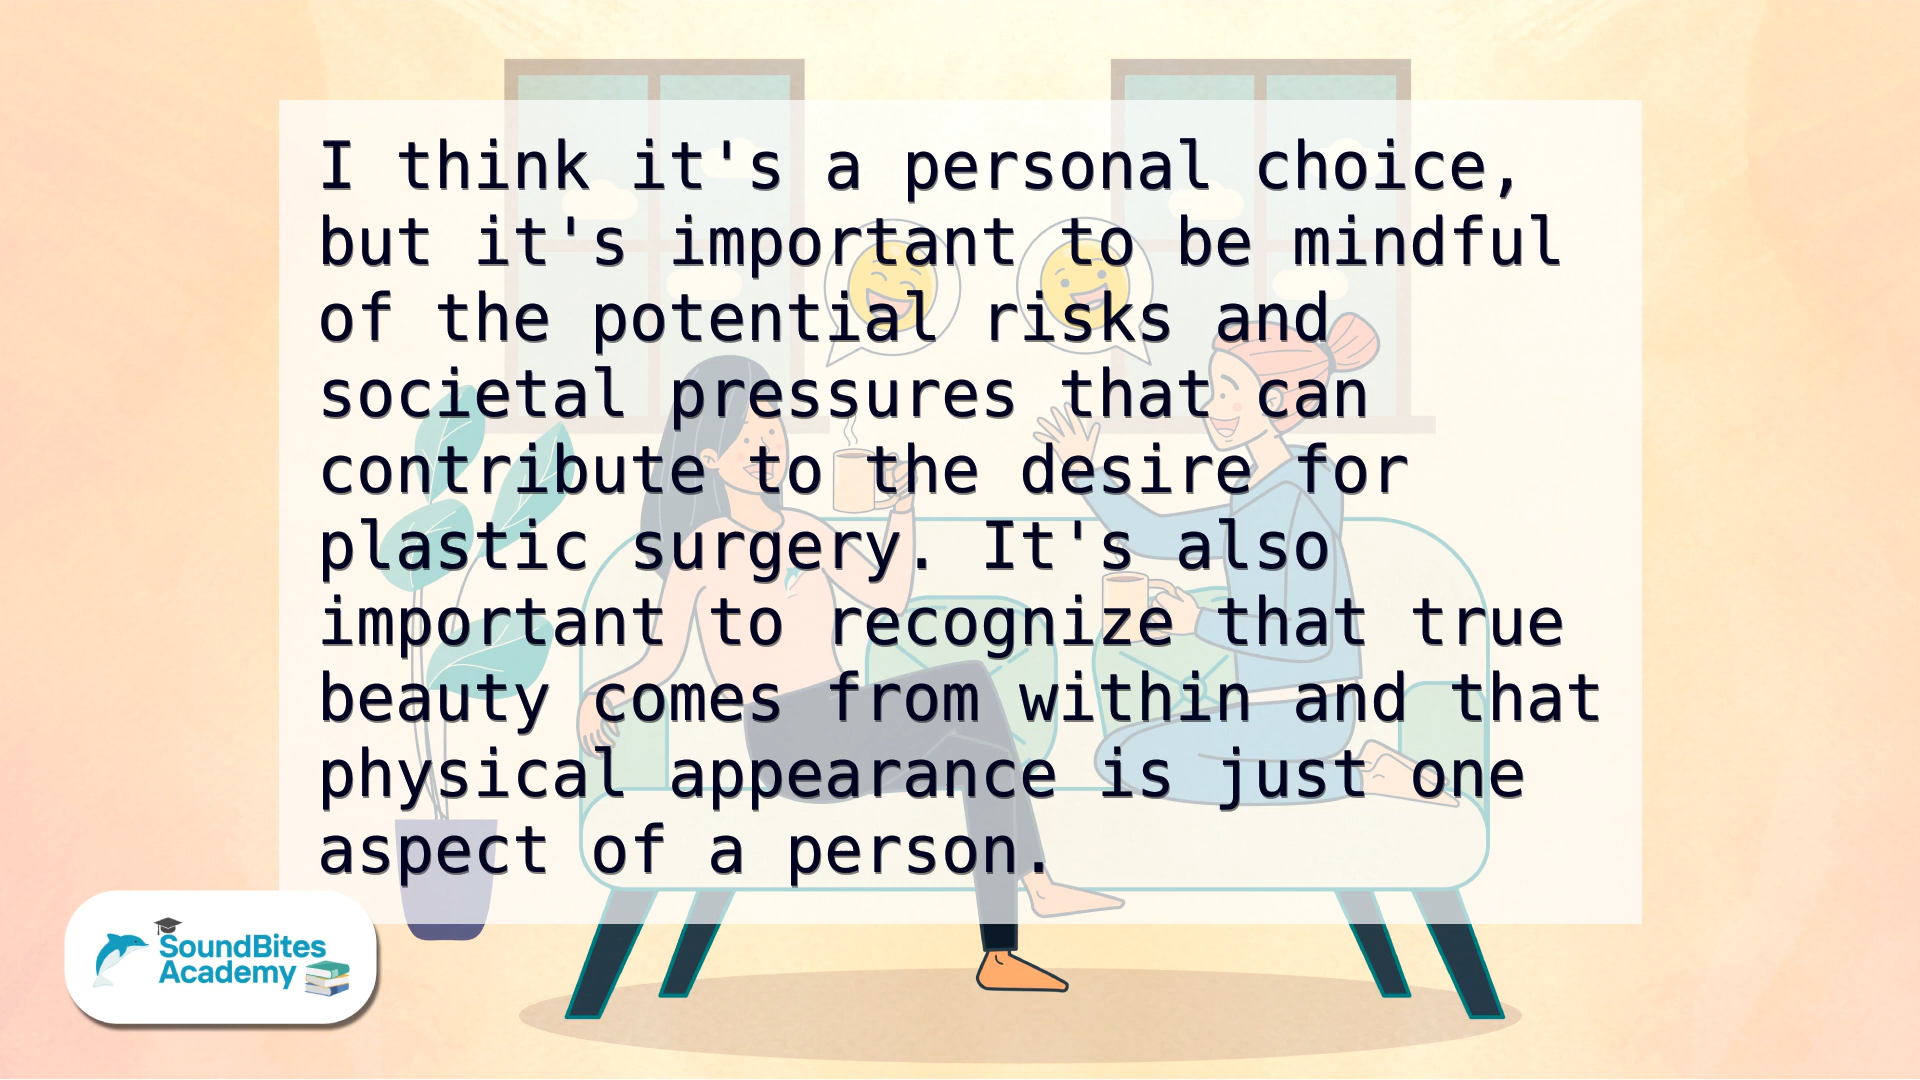 I think it's a personal choice,
but it's important to be mindful
of the potential risks and
societal pressures that can
contribute to the desire for
plastic surgery. It's also
important to recognize that true
beauty comes from within and that
physical appearance is just one
aspect of a person.
SoundBites
Academy